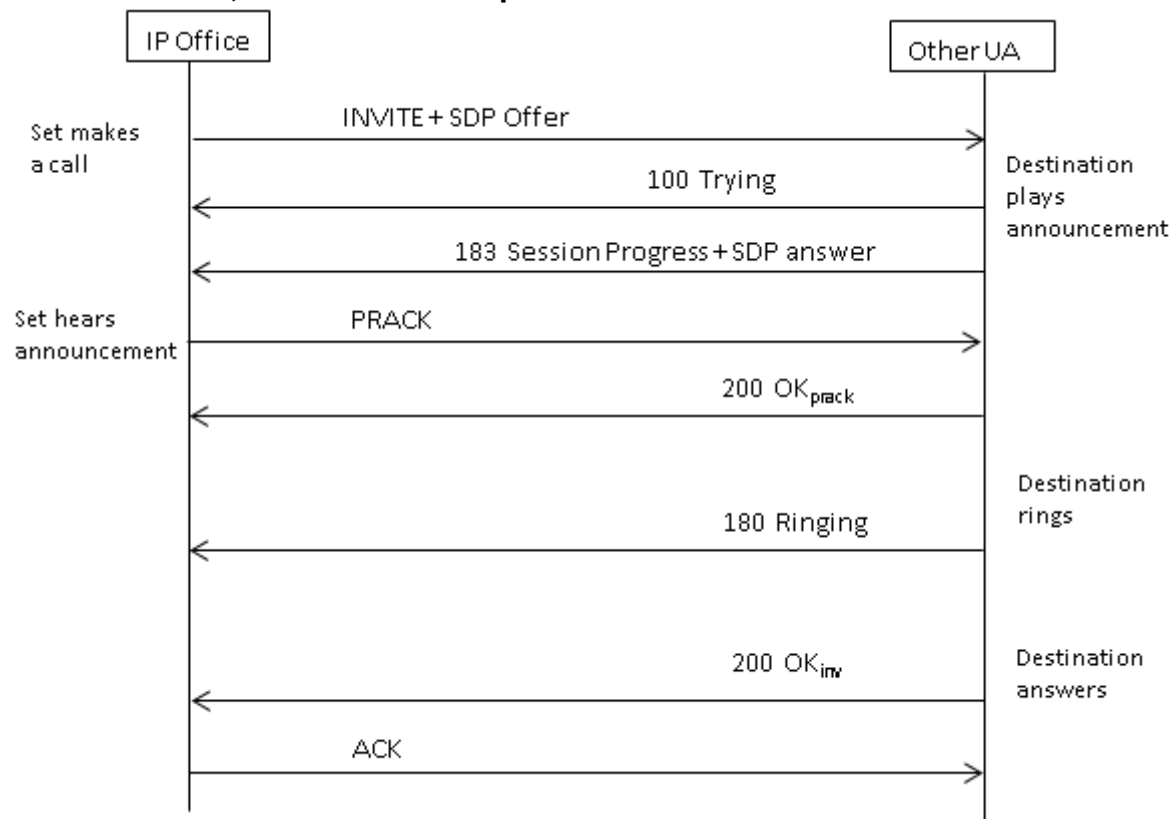 IP Office
Other UA
INVITE + SDP Offer
Set makes
a call
100 Trying
Destination
plays
announcement
183 Session Progress + SDP answer
Set hears
announcement
PRACK
200 OKprack
Destination
rings
180 Ringing
200 OKinv
Destination
answers
ACK